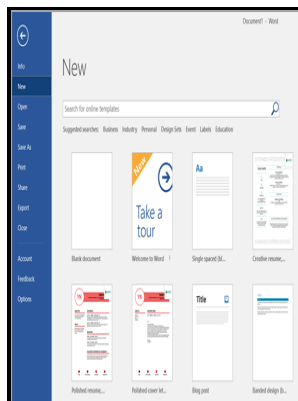 Document1 - Word
Info
New
Open
Save
Save As
Print
Share
Export
Close
Account
Feedback
Options
New
Search for online templates
Suggested searches: Business Industry Personal Design Sets Event Labels Education
Blank document
New
Take a
tour
Welcome to Word
Aa
Single spaced (bl...
Creative resume,...
YN
Polished resume,...
YN
Polished cover let...
Title
Blog post
Banded design (b...